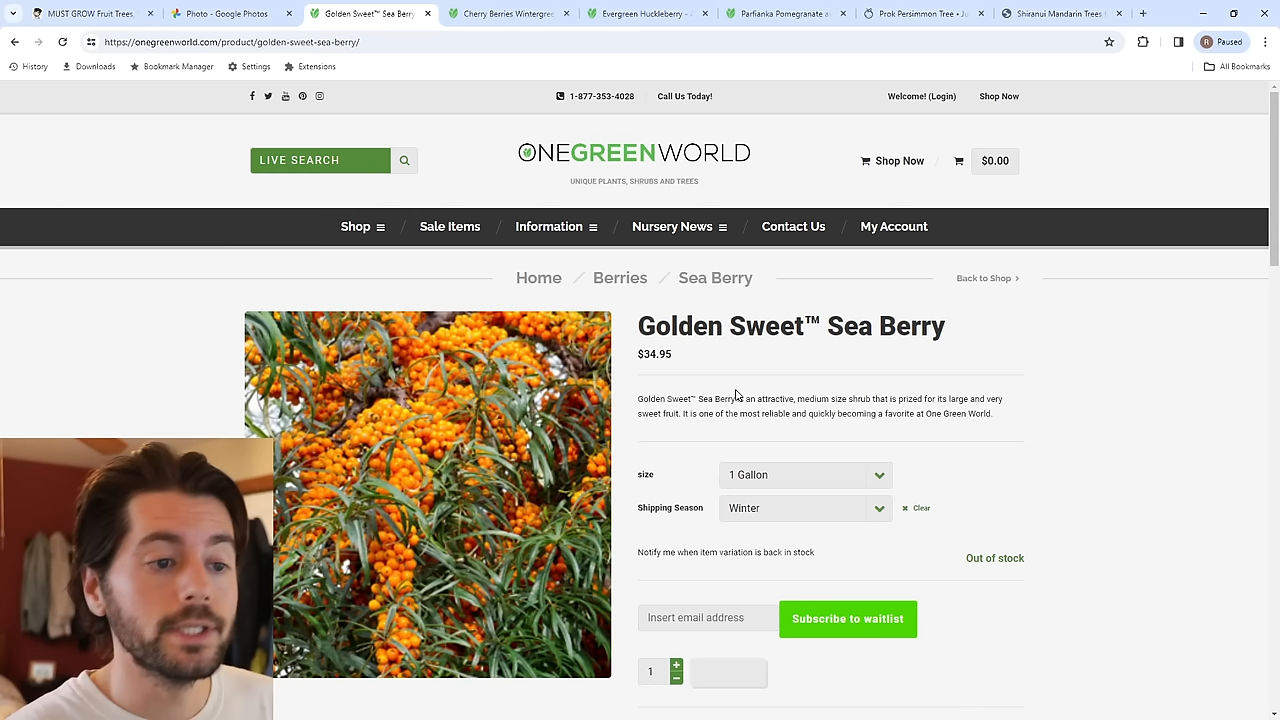 MUST GROW Fruit Trees,
Photo - Google Photos
Golden Sweet™ Sea Berry
Cherry Berries Wintergree
Evergreen Huckleberry -
Parfianka Pomegranate a
Prok Persimmon Tree • Ju
Shiranui Mandarin Trees
https://onegreenworld.com/product/golden-sweet-sea-berry/
R Paused
History
Downloads
Bookmark Manager
Settings
Extensions
All Bookmarks
1-877-353-4028
Call Us Today!
Welcome! (Login)
Shop Now
LIVE SEARCH
ONEGREENWORLD
UNIQUE PLANTS, SHRUBS AND TREES
Shop Now
$0.00
Shop
Sale Items
Information
Nursery News
Contact Us
My Account
Home / Berries / Sea Berry
Back to Shop
Golden Sweet™ Sea Berry
$34.95
Golden Sweet™ Sea Berry is an attractive, medium size shrub that is prized for its large and very
sweet fruit. It is one of the most reliable and quickly becoming a favorite at One Green World.
size
1 Gallon
Shipping Season
Winter
Clear
Notify me when item variation is back in stock
Out of stock
Insert email address
Subscribe to waitlist
1